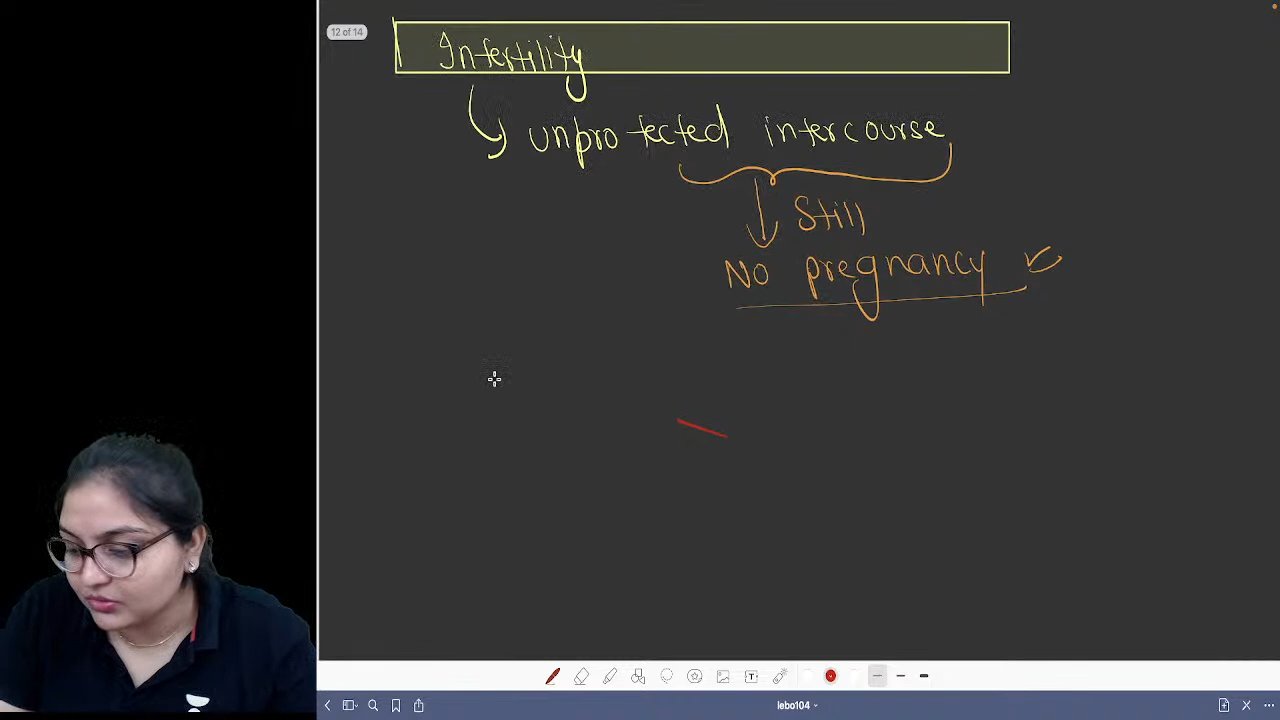 12 of 14
Infertility
unprotected intercourse
Still
No pregnancy
T
lebo104